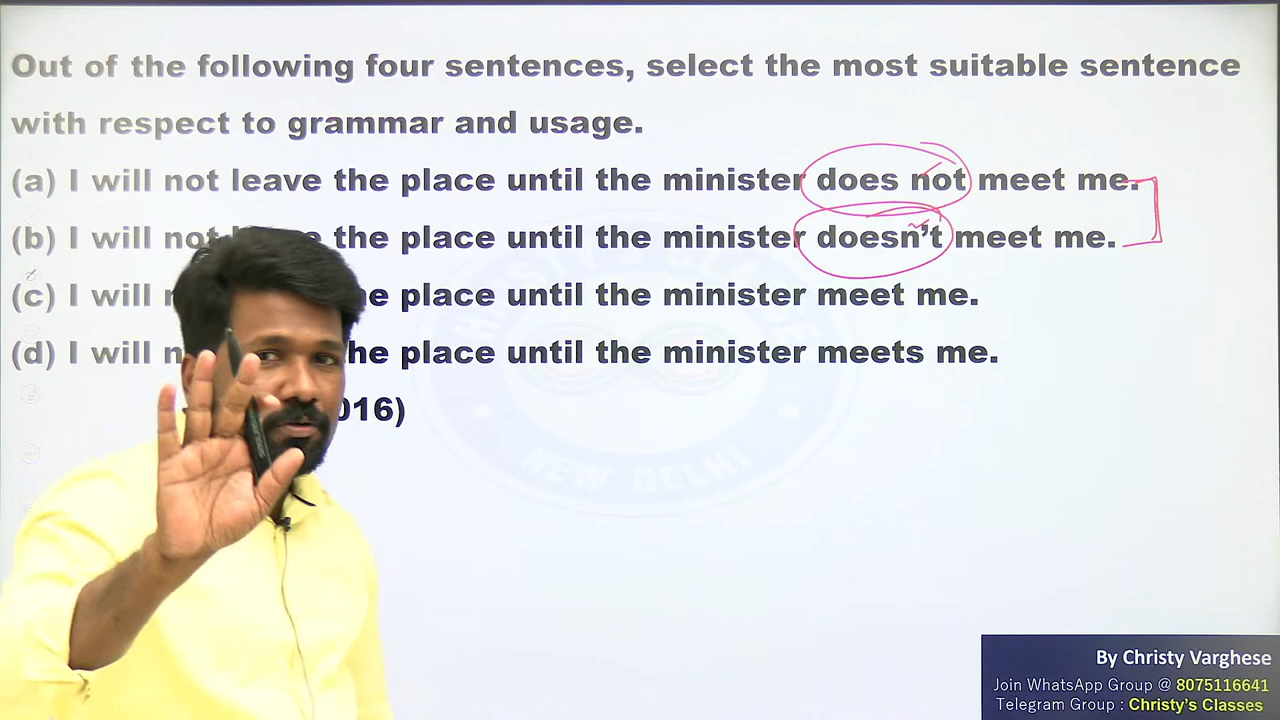 Out of the following four sentences, select the most suitable sentence
with respect to grammar and usage.
(a) I will not leave the place until the minister does not meet me.
(b) I will not the place until the minister doesn't meet me.
(c) I will place until the minister meet me.
(d) I will place until the minister meets me.
016)
NEW DELHI
By Christy Varghese
Join WhatsApp Group @ 8075116641
Telegram Group : Christy's Classes